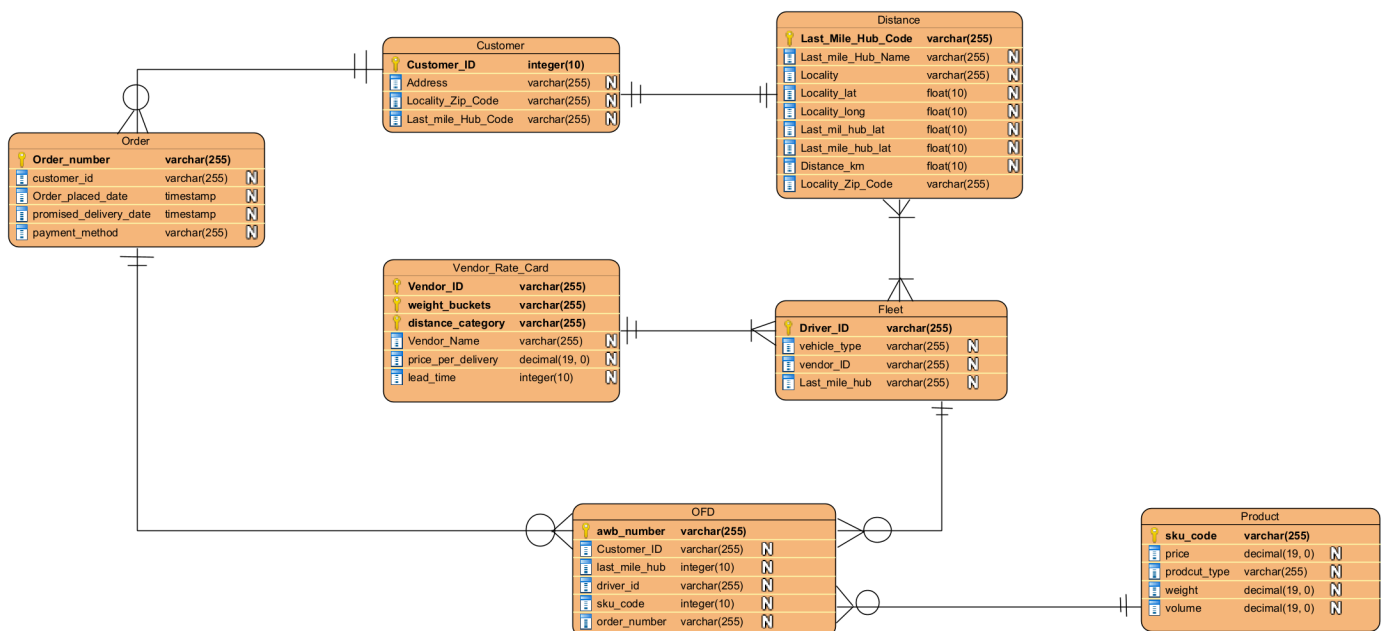 Customer
Customer_ID integer(10)
Address varchar(255) N
Locality_Zip_Code varchar(255) N
Last_mile_Hub_Code varchar(255) N
Distance
Last_Mile_Hub_Code varchar(255)
Last_mile_Hub_Name varchar(255) N
Locality varchar(255) N
Locality_lat float(10) N
Locality_long float(10) N
Last_mil_hub_lat float(10) N
Last_mile_hub_lat float(10) N
Distance_km float(10) N
Locality_Zip_Code varchar(255)
Order
Order_number varchar(255)
customer_id varchar(255) N
Order_placed_date timestamp N
promised_delivery_date timestamp N
payment_method varchar(255) N
Vendor_Rate_Card
Vendor_ID varchar(255)
weight_buckets varchar(255)
distance_category varchar(255)
Vendor_Name varchar(255) N
price_per_delivery decimal(19, 0) N
lead_time integer(10) N
Fleet
Driver_ID varchar(255)
vehicle_type varchar(255) N
vendor_ID varchar(255) N
Last_mile_hub varchar(255) N
OFD
awb_number varchar(255)
Customer_ID varchar(255) N
last_mile_hub integer(10) N
driver_id varchar(255) N
sku_code integer(10) N
order_number varchar(255) N
Product
sku_code varchar(255)
price decimal(19, 0) N
prodcut_type varchar(255) N
weight decimal(19, 0) N
volume decimal(19, 0) N